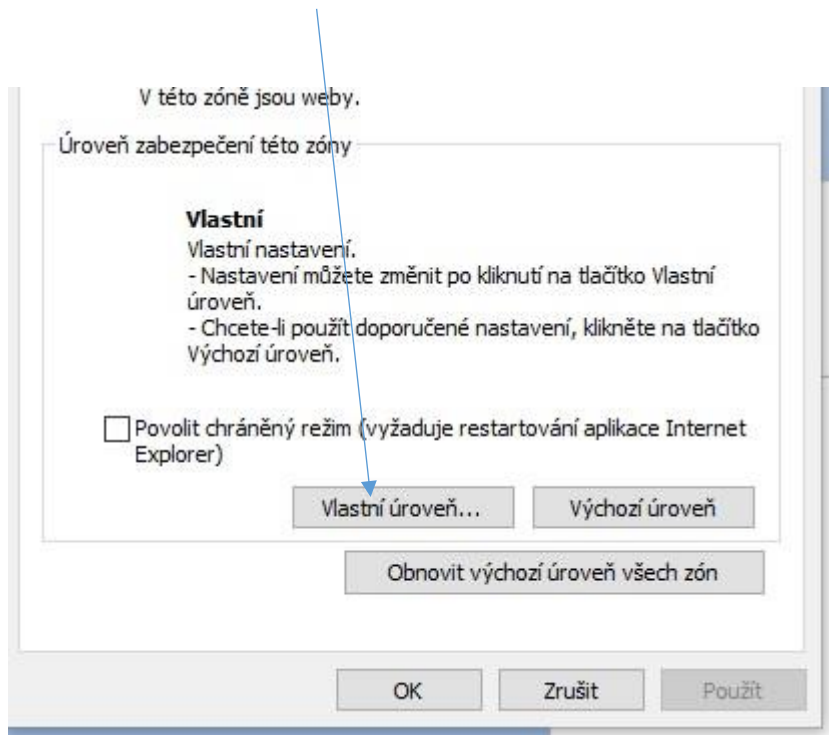 V této zóně jsou weby.
Úroveň zabezpečení této zóny
Vlastní
Vlastní nastavení.
- Nastavení můžete změnit po kliknutí na tlačítko Vlastní
úroveň.
- Chcete-li použít doporučené nastavení, klikněte na tlačítko
Výchozí úroveň.
Povolit chráněný režim (vyžaduje restartování aplikace Internet
Explorer)
Vlastní úroveň... Výchozí úroveň
Obnovit výchozí úroveň všech zón
OK Zrušit Použít